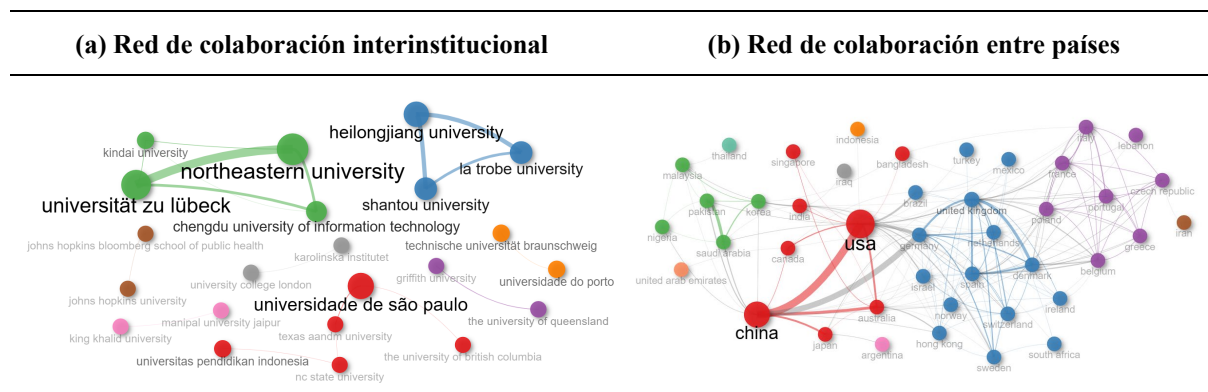 (a) Red de colaboración interinstitucional
(b) Red de colaboración entre países
heilongjiang university
kindai university
la trobe university
northeastern university
universität zu lübeck
shantou university
chengdu university of information technology
johns hopkins bloomberg school of public health
technische universität braunschweig
karolinska institutet
griffith university
university college london
universidade do porto
johns hopkins university
universidade de são paulo
manipal university jaipur
the university of queensland
king khalid university
texas aandm university
universitas pendidikan indonesia
the university of british columbia
nc state university
indonesia
italy
lebanon
thailand
singapore
bangladesh
turkey
malaysia
iraq
mexico
france
czech republic
pakistan
korea
india
brazil
united kingdom
poland
portugal
nigeria
saudi arabia
usa
germany
netherlands
greece
iran
canada
united arab emirates
israel
spain
denmark
belgium
china
australia
norway
switzerland
ireland
japan
argentina
hong kong
sweden
south africa